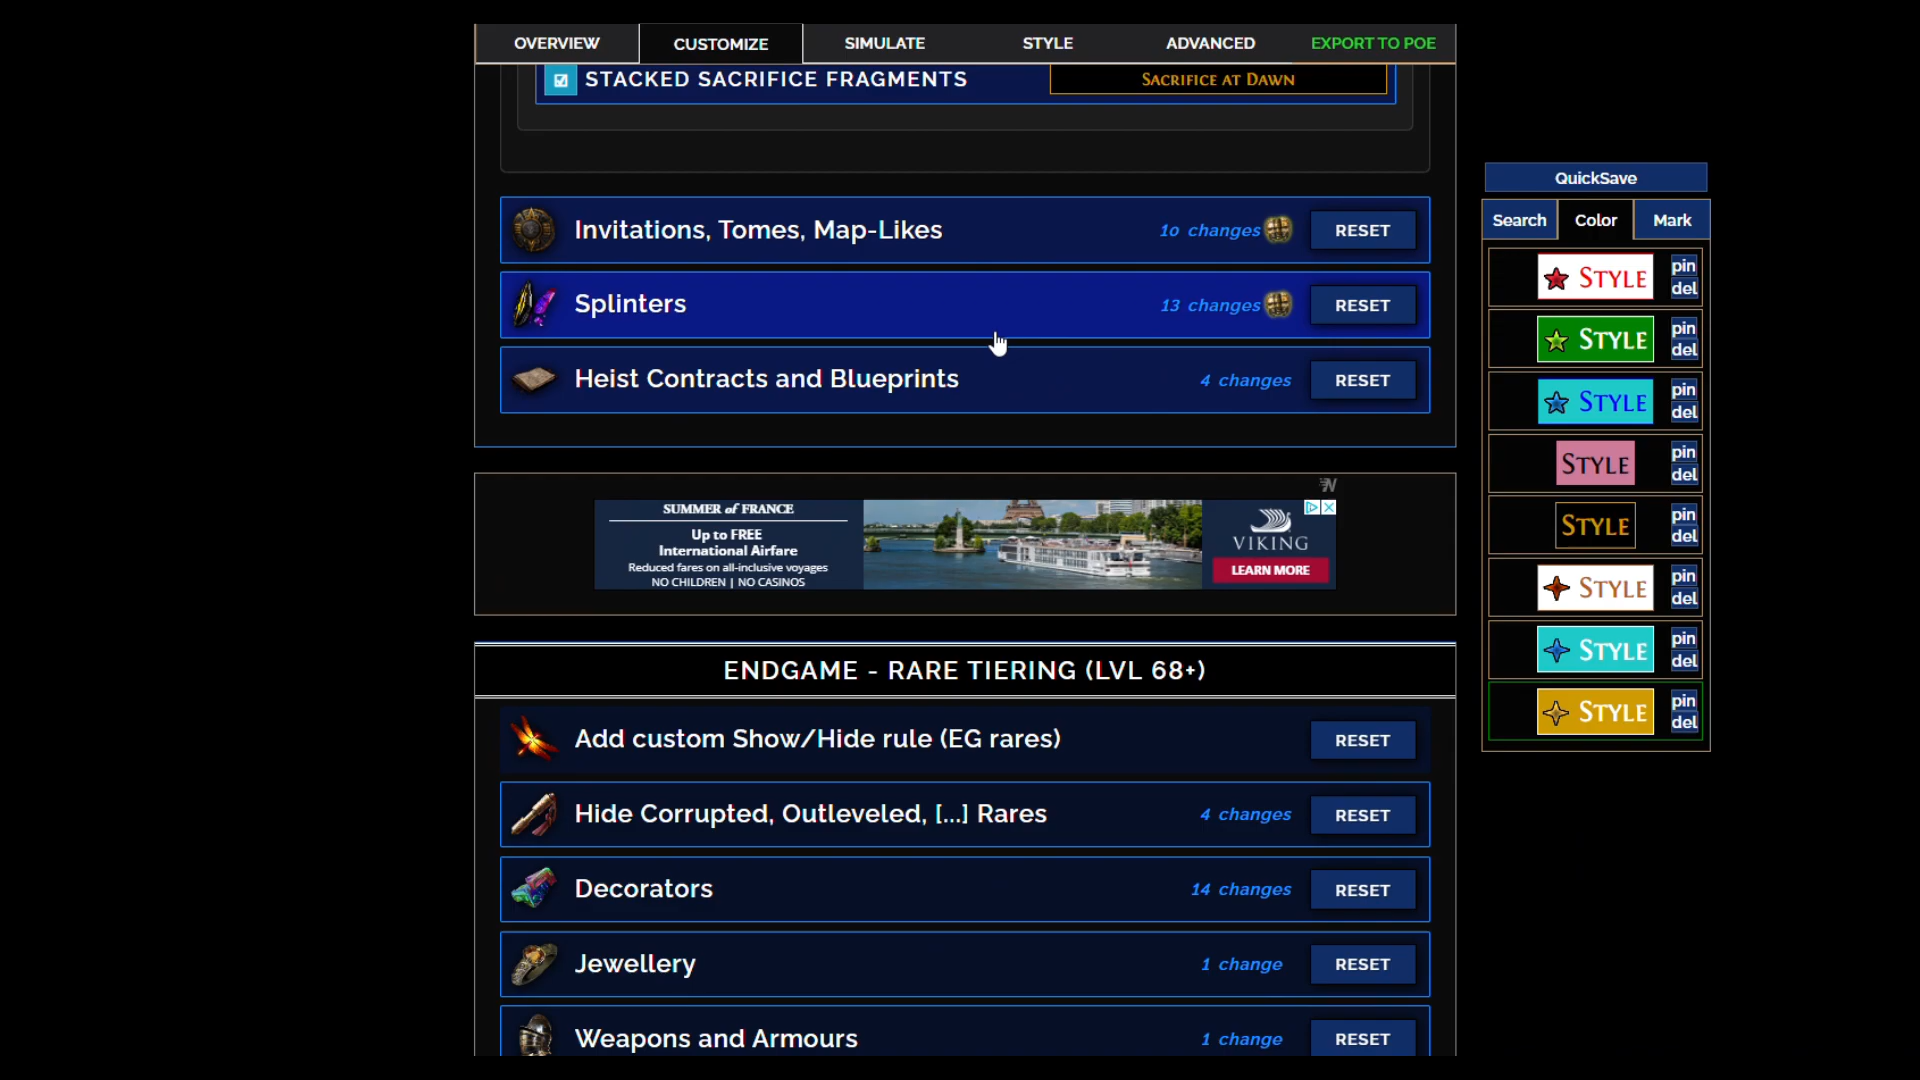 OVERVIEW CUSTOMIZE SIMULATE STYLE ADVANCED EXPORT TO POE
STACKED SACRIFICE FRAGMENTS SACRIFICE AT DAWN
Invitations, Tomes, Map-Likes 10 changes RESET
Splinters 13 changes RESET
Heist Contracts and Blueprints 4 changes RESET
SUMMER of FRANCE
Up to FREE
International Airfare
Reduced fares on all-inclusive voyages
NO CHILDREN | NO CASINOS
VIKING
LEARN MORE
ENDGAME - RARE TIERING (LVL 68+)
Add custom Show/Hide rule (EG rares) RESET
Hide Corrupted, Outleveled, [...] Rares 4 changes RESET
Decorators 14 changes RESET
Jewellery 1 change RESET
Weapons and Armours 1 change RESET
QuickSave
Search Color Mark
STYLE pin del
STYLE pin del
STYLE pin del
STYLE pin del
STYLE pin del
STYLE pin del
STYLE pin del
STYLE pin del